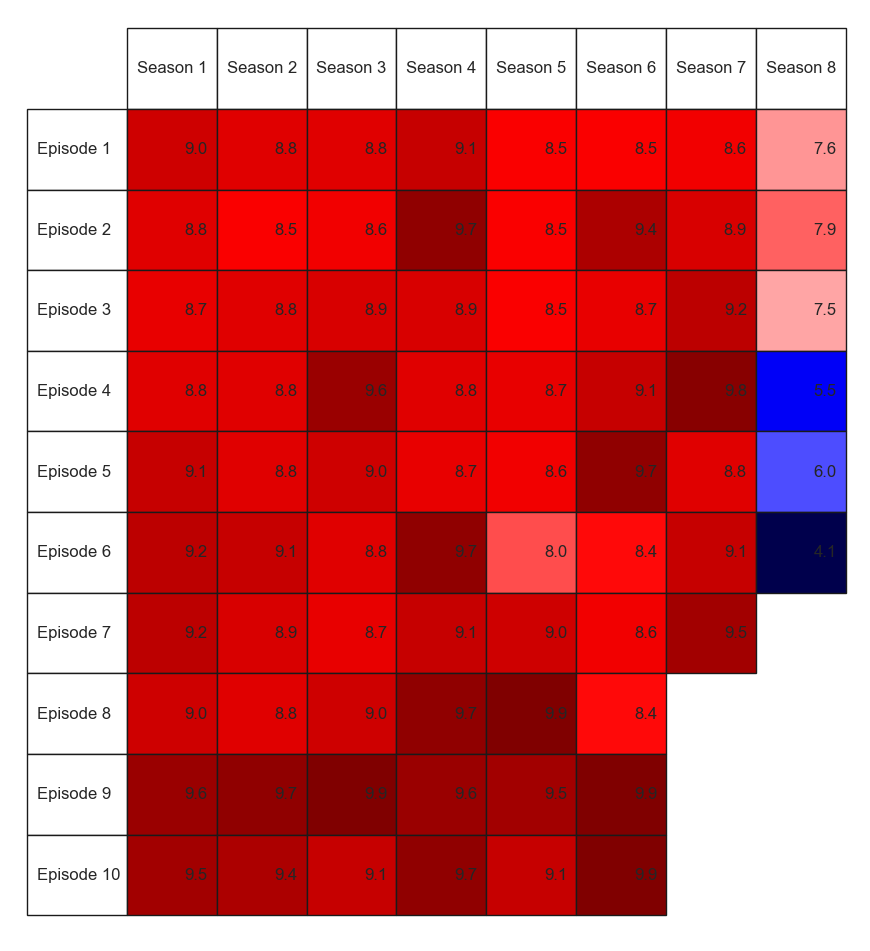 Season 1 Season 2 Season 3 Season 4 Season 5 Season 6 Season 7 Season 8
Episode 1 9.0 8.8 8.8 9.1 8.5 8.5 8.6 7.6
Episode 2 8.8 8.5 8.6 9.7 8.5 9.4 8.9 7.9
Episode 3 8.7 8.8 8.9 8.9 8.5 8.7 9.2 7.5
Episode 4 8.8 8.8 9.6 8.8 8.7 9.1 9.8 5.5
Episode 5 9.1 8.8 9.0 8.7 8.6 9.7 8.8 6.0
Episode 6 9.2 9.1 8.8 9.7 8.0 8.4 9.1 4.1
Episode 7 9.2 8.9 8.7 9.1 9.0 8.6 9.5
Episode 8 9.0 8.8 9.0 9.7 9.9 8.4
Episode 9 9.6 9.7 9.9 9.6 9.5 9.9
Episode 10 9.5 9.4 9.1 9.7 9.1 9.9